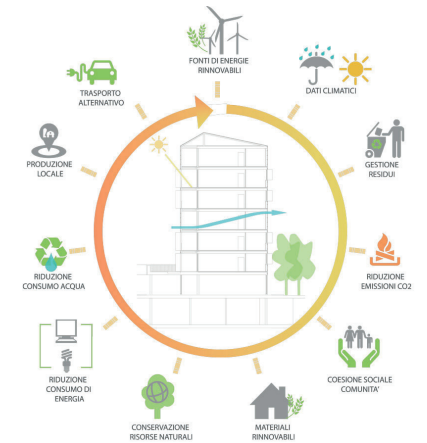 FONTI DI ENERGIE
RINNOVABILI
DATI CLIMATICI
GESTIONE
RESIDUI
RIDUZIONE
EMISSIONI CO2
COESIONE SOCIALE
COMUNITA'
MATERIALI
RINNOVABILI
CONSERVAZIONE
RISORSE NATURALI
RIDUZIONE
CONSUMO DI
ENERGIA
RIDUZIONE
CONSUMO ACQUA
PRODUZIONE
LOCALE
TRASPORTO
ALTERNATIVO